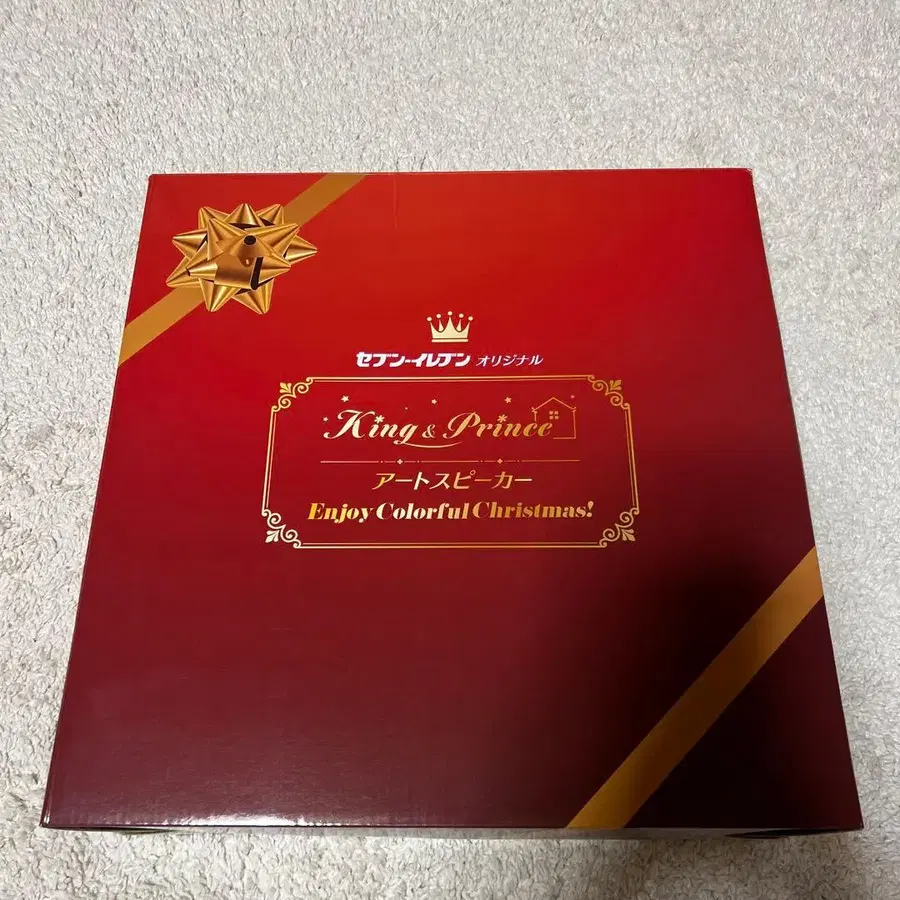 セブン-イレブン オリジナル
King & Prince
アートスピーカー
Enjoy Colorful Christmas!